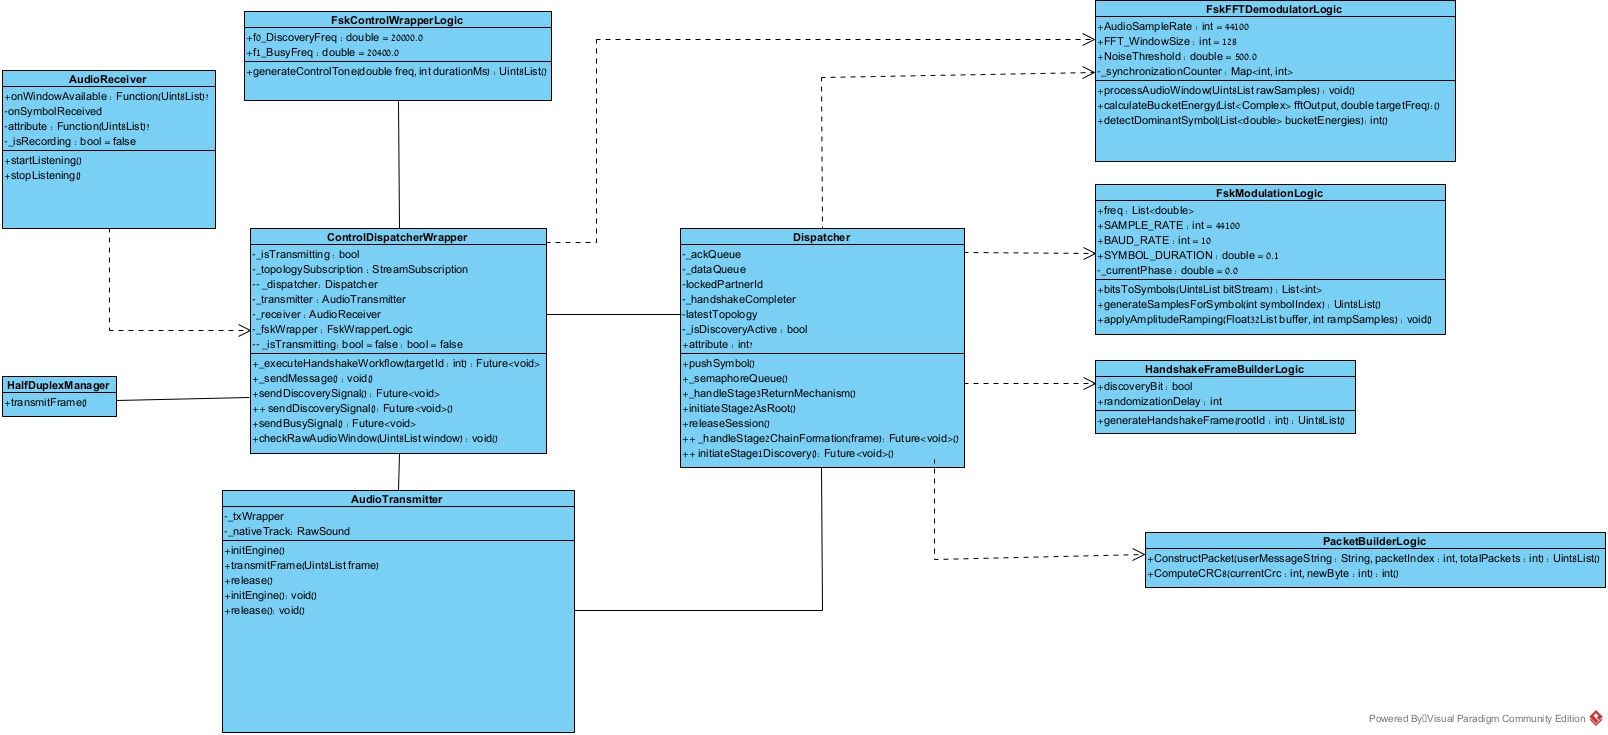 FskControlWrapperLogic
+f0_DiscoveryFreq : double = 20000.0
+f1_BusyFreq : double = 20400.0
+generateControlTone(double freq, int durationMs) : Uint8List()
AudioReceiver
+onWindowAvailable : Function(Uint8List)?
-onSymbolReceived
-attribute : Function(Uint8List)?
-_isRecording : bool = false
+startListening()
+stopListening()
FskFFTDemodulatorLogic
+AudioSampleRate : int = 44100
+FFT_WindowSize : int = 128
+NoiseThreshold : double = 500.0
-_synchronizationCounter : Map<int, int>
+processAudioWindow(Uint8List rawSamples) : void()
+calculateBucketEnergy(List<Complex> fftOutput, double targetFreq):()
+detectDominantSymbol(List<double> bucketEnergies): int()
FskModulationLogic
+freq : List<double>
+SAMPLE_RATE : int = 44100
+BAUD_RATE : int = 10
+SYMBOL_DURATION : double = 0.1
-_currentPhase : double = 0.0
+bitsToSymbols(Uint8List bitStream) : List<int>
+generateSamplesForSymbol(int symbolIndex) : Uint8List()
+applyAmplitudeRamping(Float32List buffer, int rampSamples) : void()
ControlDispatcherWrapper
-_isTransmitting : bool
-_topologySubscription : StreamSubscription
-- _dispatcher: Dispatcher
-_transmitter : AudioTransmitter
-_receiver : AudioReceiver
-_fskWrapper : FskWrapperLogic
-- _isTransmitting: bool = false : bool = false
+_executeHandshakeWorkflow(targetId : int) : Future<void>
+_sendMessage() : void()
+sendDiscoverySignal() : Future<void>
++ sendDiscoverySignal(): Future<void>()
+sendBusySignal() : Future<void>
+checkRawAudioWindow(Uint8List window) : void()
Dispatcher
-_ackQueue
-_dataQueue
-lockedPartnerId
-_handshakeCompleter
-latestTopology
-_isDiscoveryActive : bool
+attribute : int?
+pushSymbol()
+_semaphoreQueue()
+_handleStage3ReturnMechanism()
+initiateStage2AsRoot()
+releaseSession()
++ _handleStage2ChainFormation(frame): Future<void>()
++ initiateStage1Discovery(): Future<void>()
HandshakeFrameBuilderLogic
+discoveryBit : bool
+randomizationDelay : int
+generateHandshakeFrame(rootId : int) : Uint8List()
HalfDuplexManager
+transmitFrame()
AudioTransmitter
-_txWrapper
-_nativeTrack: RawSound
+initEngine()
+transmitFrame(Uint8List frame)
+release()
+initEngine(): void()
+release(): void()
PacketBuilderLogic
+ConstructPacket(userMessageString : String, packetIndex : int, totalPackets : int) : Uint8List()
+ComputeCRC8(currentCrc : int, newByte : int) : int()
Powered By▯Visual Paradigm Community Edition